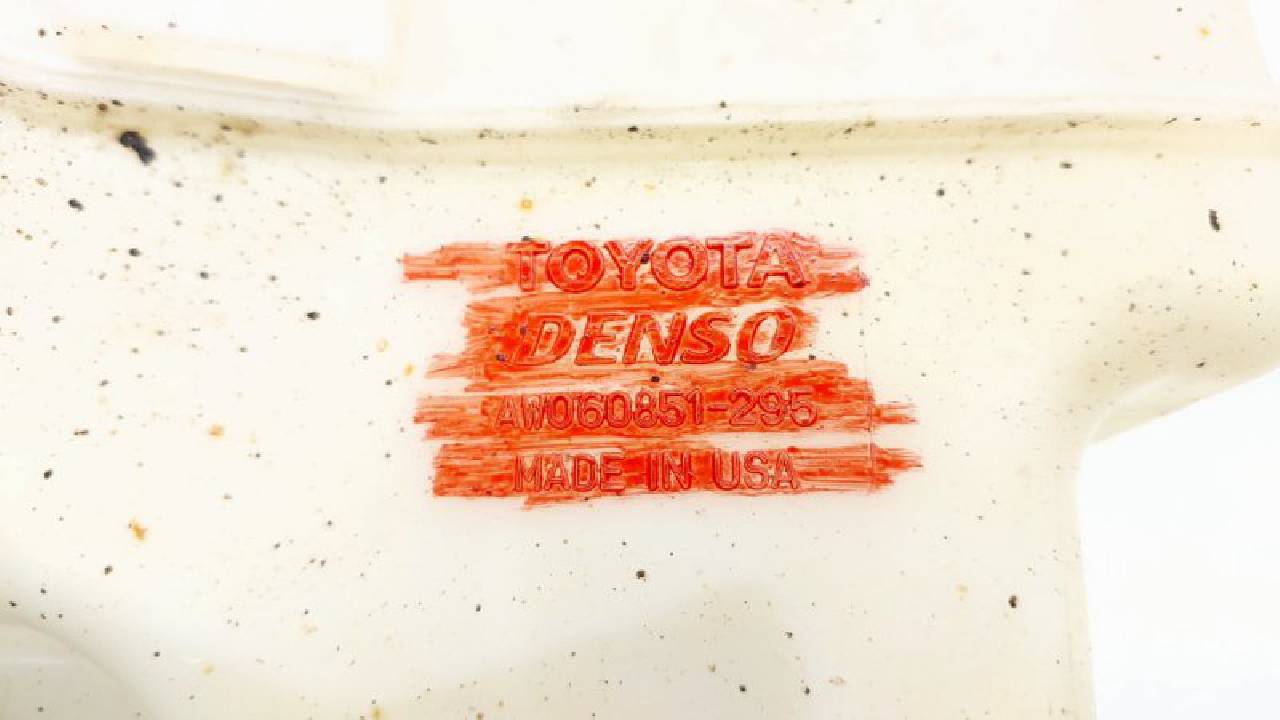 TOYOTA
DENSO
AW060851-295
MADE IN USA